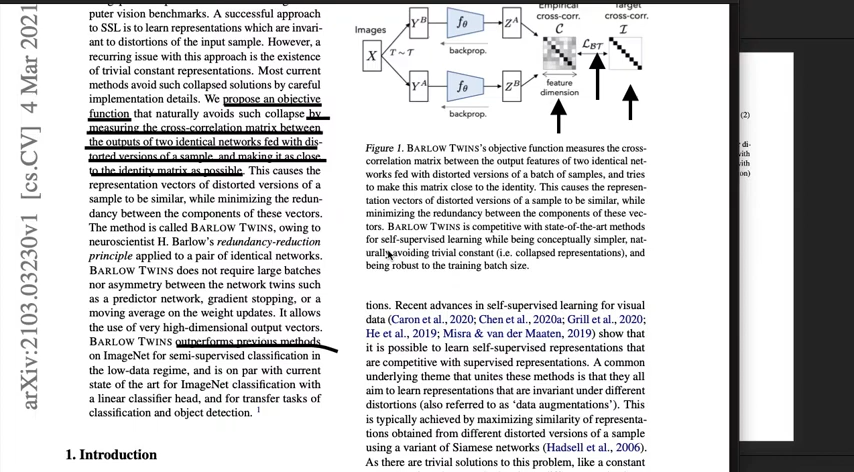 arXiv:2103.03230v1 [cs.CV] 4 Mar 2021
puter vision benchmarks. A successful approach
to SSL is to learn representations which are invari-
ant to distortions of the input sample. However, a
recurring issue with this approach is the existence
of trivial constant representations. Most current
methods avoid such collapsed solutions by careful
implementation details. We propose an objective
function that naturally avoids such collapse by
measuring the cross-correlation matrix between
the outputs of two identical networks fed with dis-
torted versions of a sample, and making it as close
to the identity matrix as possible. This causes the
representation vectors of distorted versions of a
sample to be similar, while minimizing the redun-
dancy between the components of these vectors.
The method is called BARLOW TWINS, owing to
neuroscientist H. Barlow's redundancy-reduction
principle applied to a pair of identical networks.
BARLOW TWINS does not require large batches
nor asymmetry between the network twins such
as a predictor network, gradient stopping, or a
moving average on the weight updates. It allows
the use of very high-dimensional output vectors.
BARLOW TWINS outperforms previous methods
on ImageNet for semi-supervised classification in
the low-data regime, and is on par with current
state of the art for ImageNet classification with
a linear classifier head, and for transfer tasks of
classification and object detection. 1
1. Introduction
Images
X
T ~ T
Y^B
f_θ
Z^A
backprop.
Y^A
f_θ
Z^B
backprop.
Empirical
cross-corr.
C
L_BT
Target
cross-corr.
I
feature
dimension
Figure 1. BARLOW TWINS's objective function measures the cross-
correlation matrix between the output features of two identical net-
works fed with distorted versions of a batch of samples, and tries
to make this matrix close to the identity. This causes the represen-
tation vectors of distorted versions of a sample to be similar, while
minimizing the redundancy between the components of these vec-
tors. BARLOW TWINS is competitive with state-of-the-art methods
for self-supervised learning while being conceptually simpler, nat-
urally avoiding trivial constant (i.e. collapsed representations), and
being robust to the training batch size.
tions. Recent advances in self-supervised learning for visual
data (Caron et al., 2020; Chen et al., 2020a; Grill et al., 2020;
He et al., 2019; Misra & van der Maaten, 2019) show that
it is possible to learn self-supervised representations that
are competitive with supervised representations. A common
underlying theme that unites these methods is that they all
aim to learn representations that are invariant under different
distortions (also referred to as 'data augmentations'). This
is typically achieved by maximizing similarity of representa-
tions obtained from different distorted versions of a sample
using a variant of Siamese networks (Hadsell et al., 2006).
As there are trivial solutions to this problem, like a constant
(2)
di-
with
with
on)